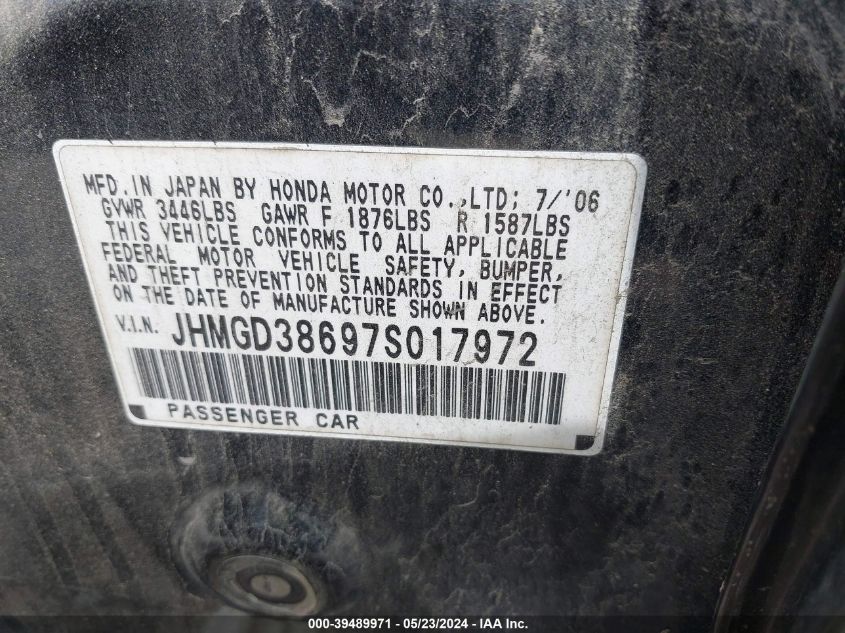 MFD.IN JAPAN BY HONDA MOTOR CO.,LTD; 7/'06
GVWR 3446LBS GAWR F 1876LBS R 1587LBS
THIS VEHICLE CONFORMS TO ALL APPLICABLE
FEDERAL MOTOR VEHICLE SAFETY, BUMPER,
AND THEFT PREVENTION STANDARDS IN EFFECT
ON THE DATE OF MANUFACTURE SHOWN ABOVE.
V.I.N. JHMGD38697S017972
PASSENGER CAR
000-39489971 | 05/23/2024 - IAA Inc.